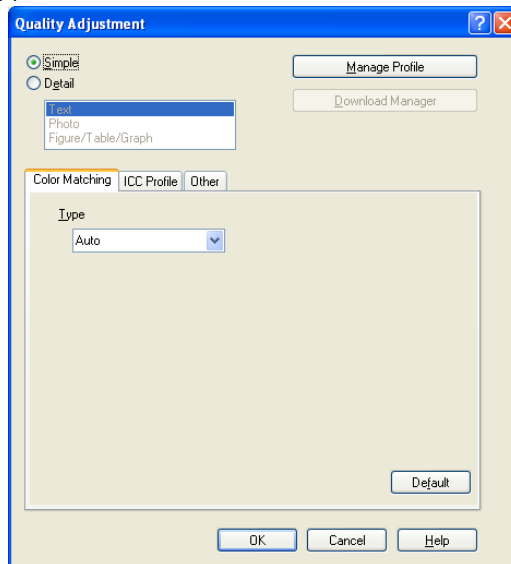 Quality Adjustment
Simple
Manage Profile
Detail
Download Manager
Text
Photo
Figure/Table/Graph
Color Matching ICC Profile Other
Type
Auto
Default
OK Cancel Help